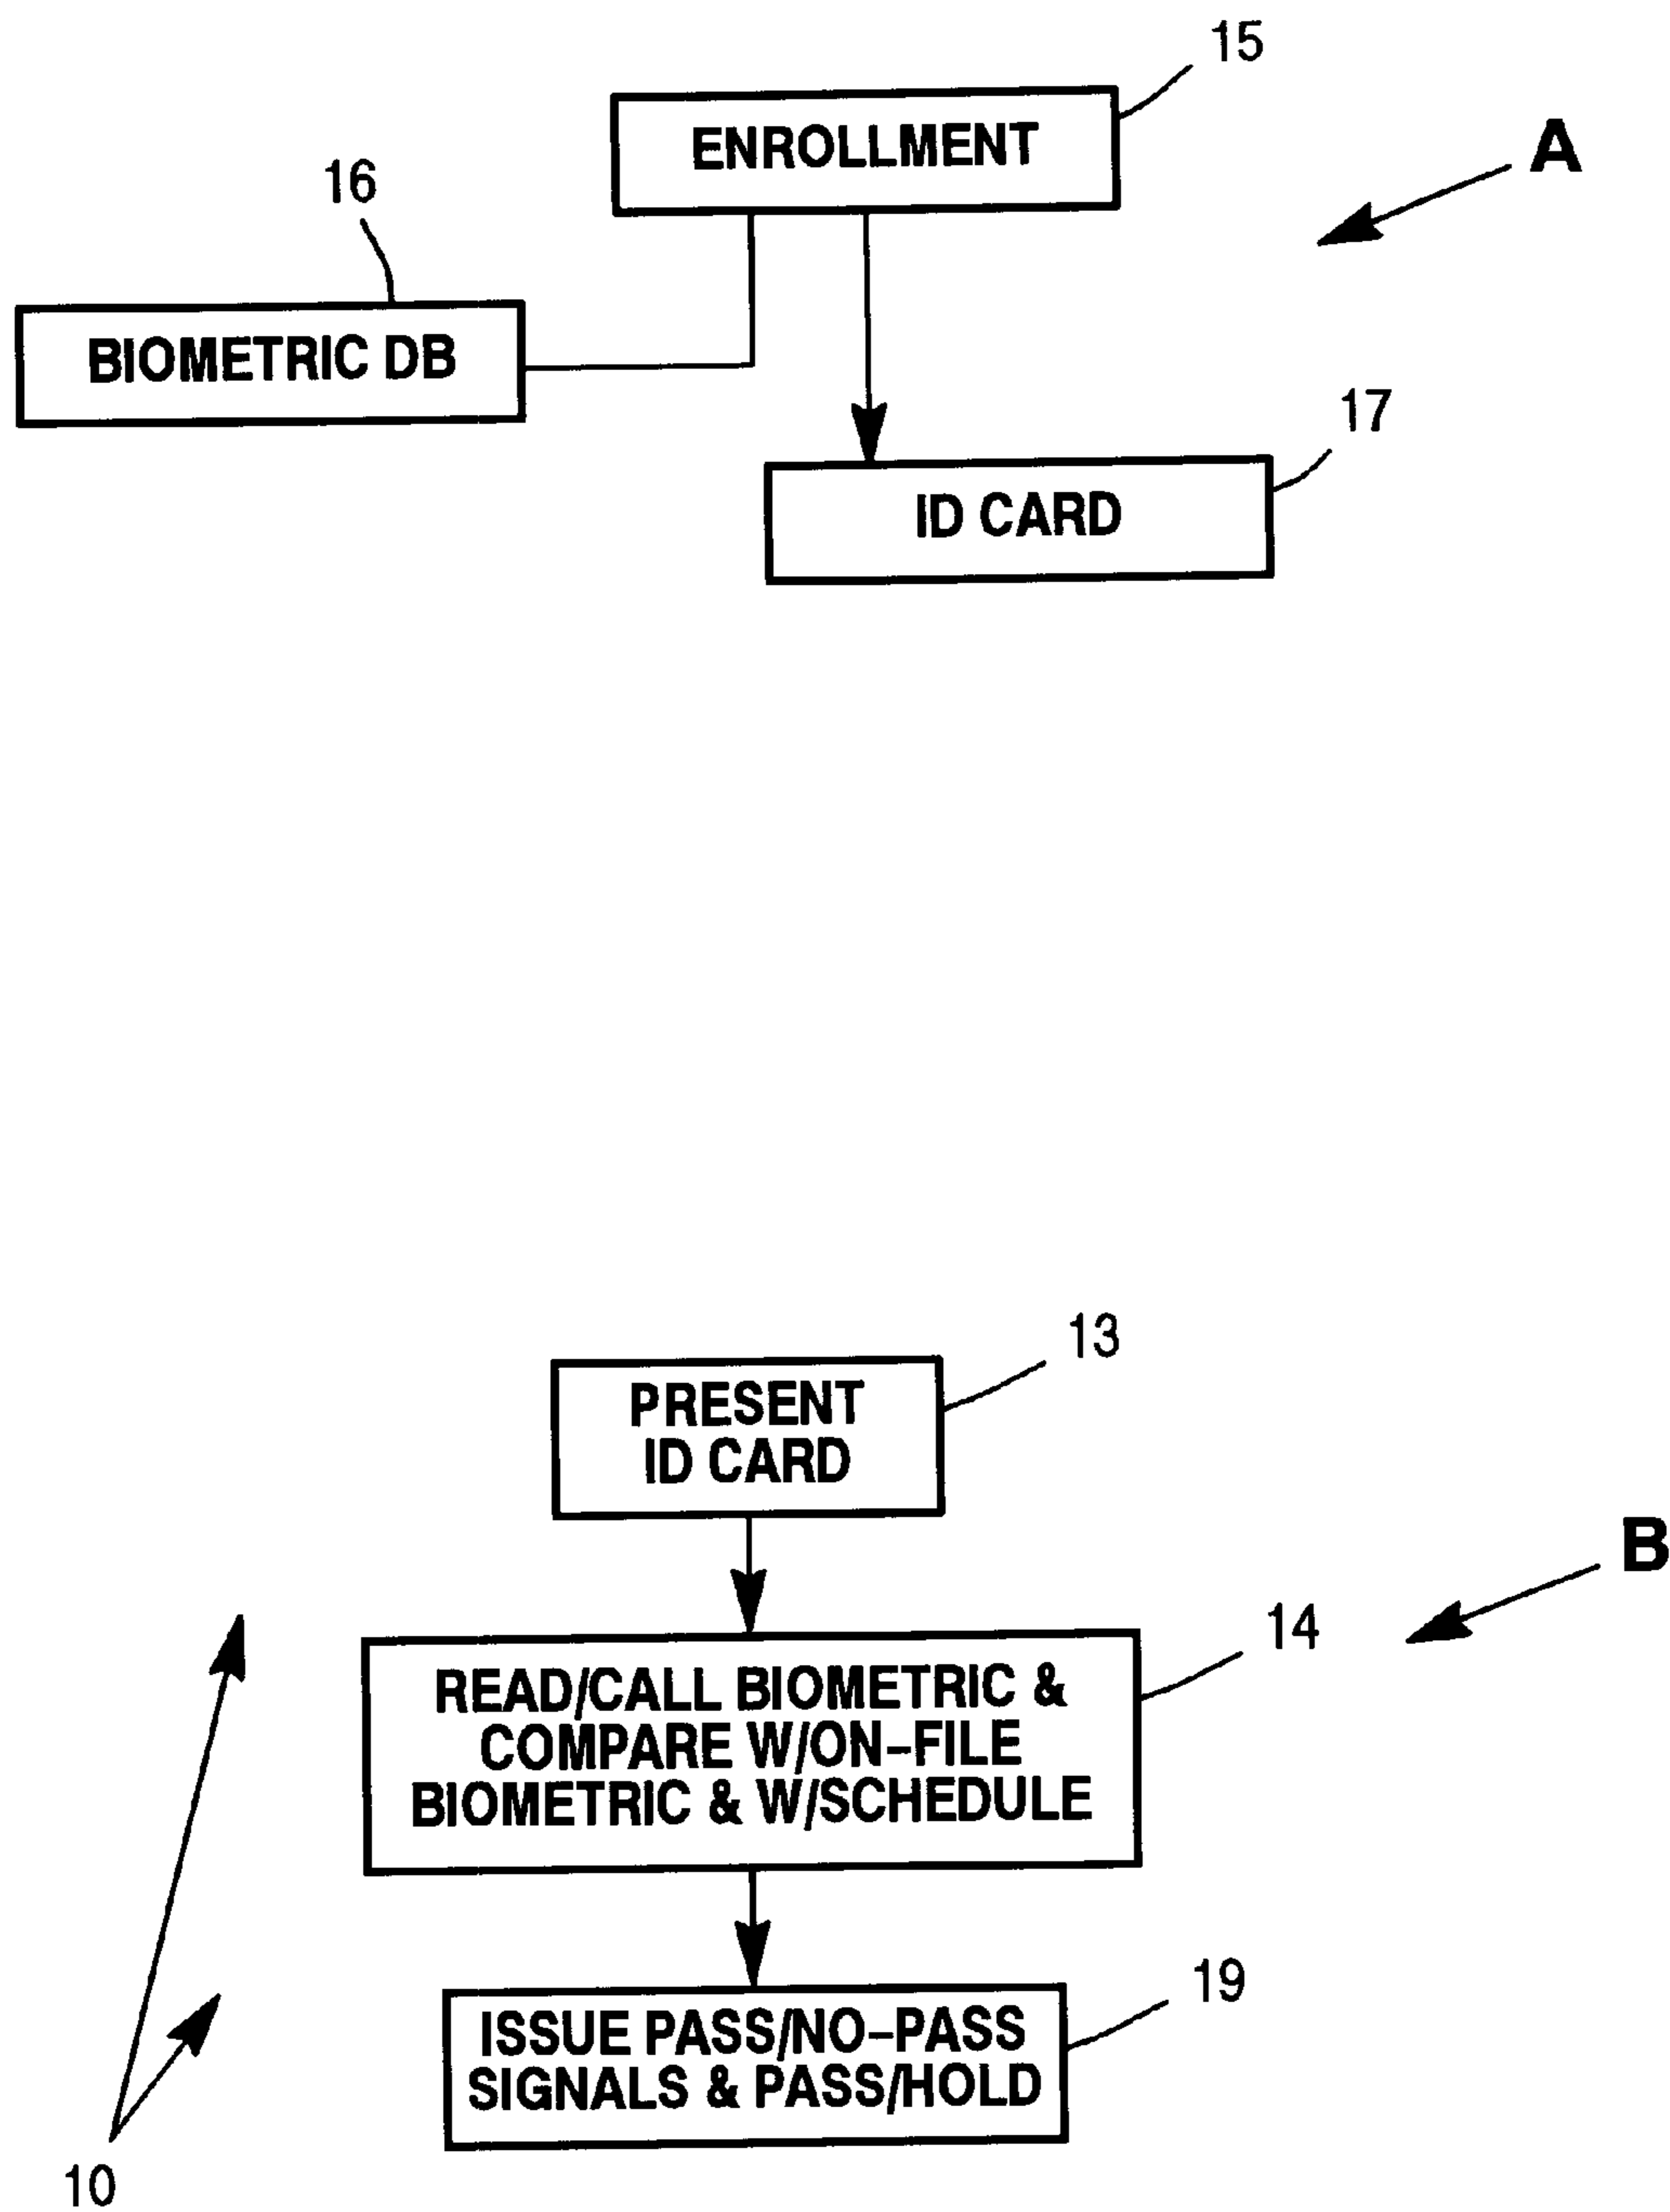 15
ENROLLMENT
A
16
BIOMETRIC DB
17
ID CARD
13
PRESENT
ID CARD
B
14
READ/CALL BIOMETRIC &
COMPARE W/ON-FILE
BIOMETRIC & W/SCHEDULE
19
ISSUE PASS/NO-PASS
SIGNALS & PASS/HOLD
10